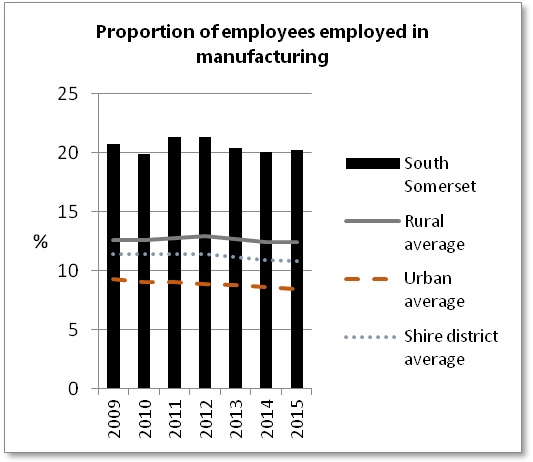 Proportion of employees employed in
manufacturing
25
20
15
%
10
5
0
2009
2010
2011
2012
2013
2014
2015
South
Somerset
Rural
average
Urban
average
Shire district
average